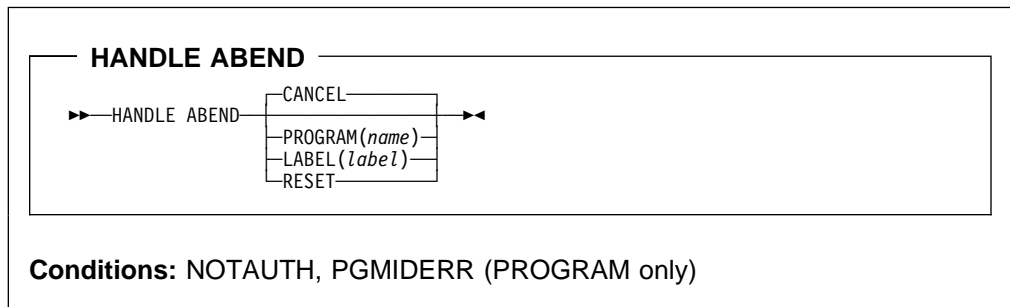 HANDLE ABEND
CANCEL
►►──HANDLE ABEND────►◄
PROGRAM(name)
LABEL(label)
RESET
Conditions: NOTAUTH, PGMIDERR (PROGRAM only)